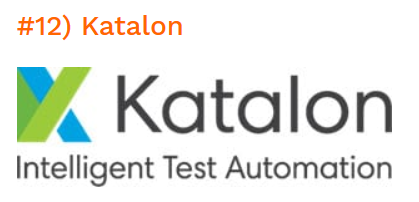 #12) Katalon
Katalon
Intelligent Test Automation